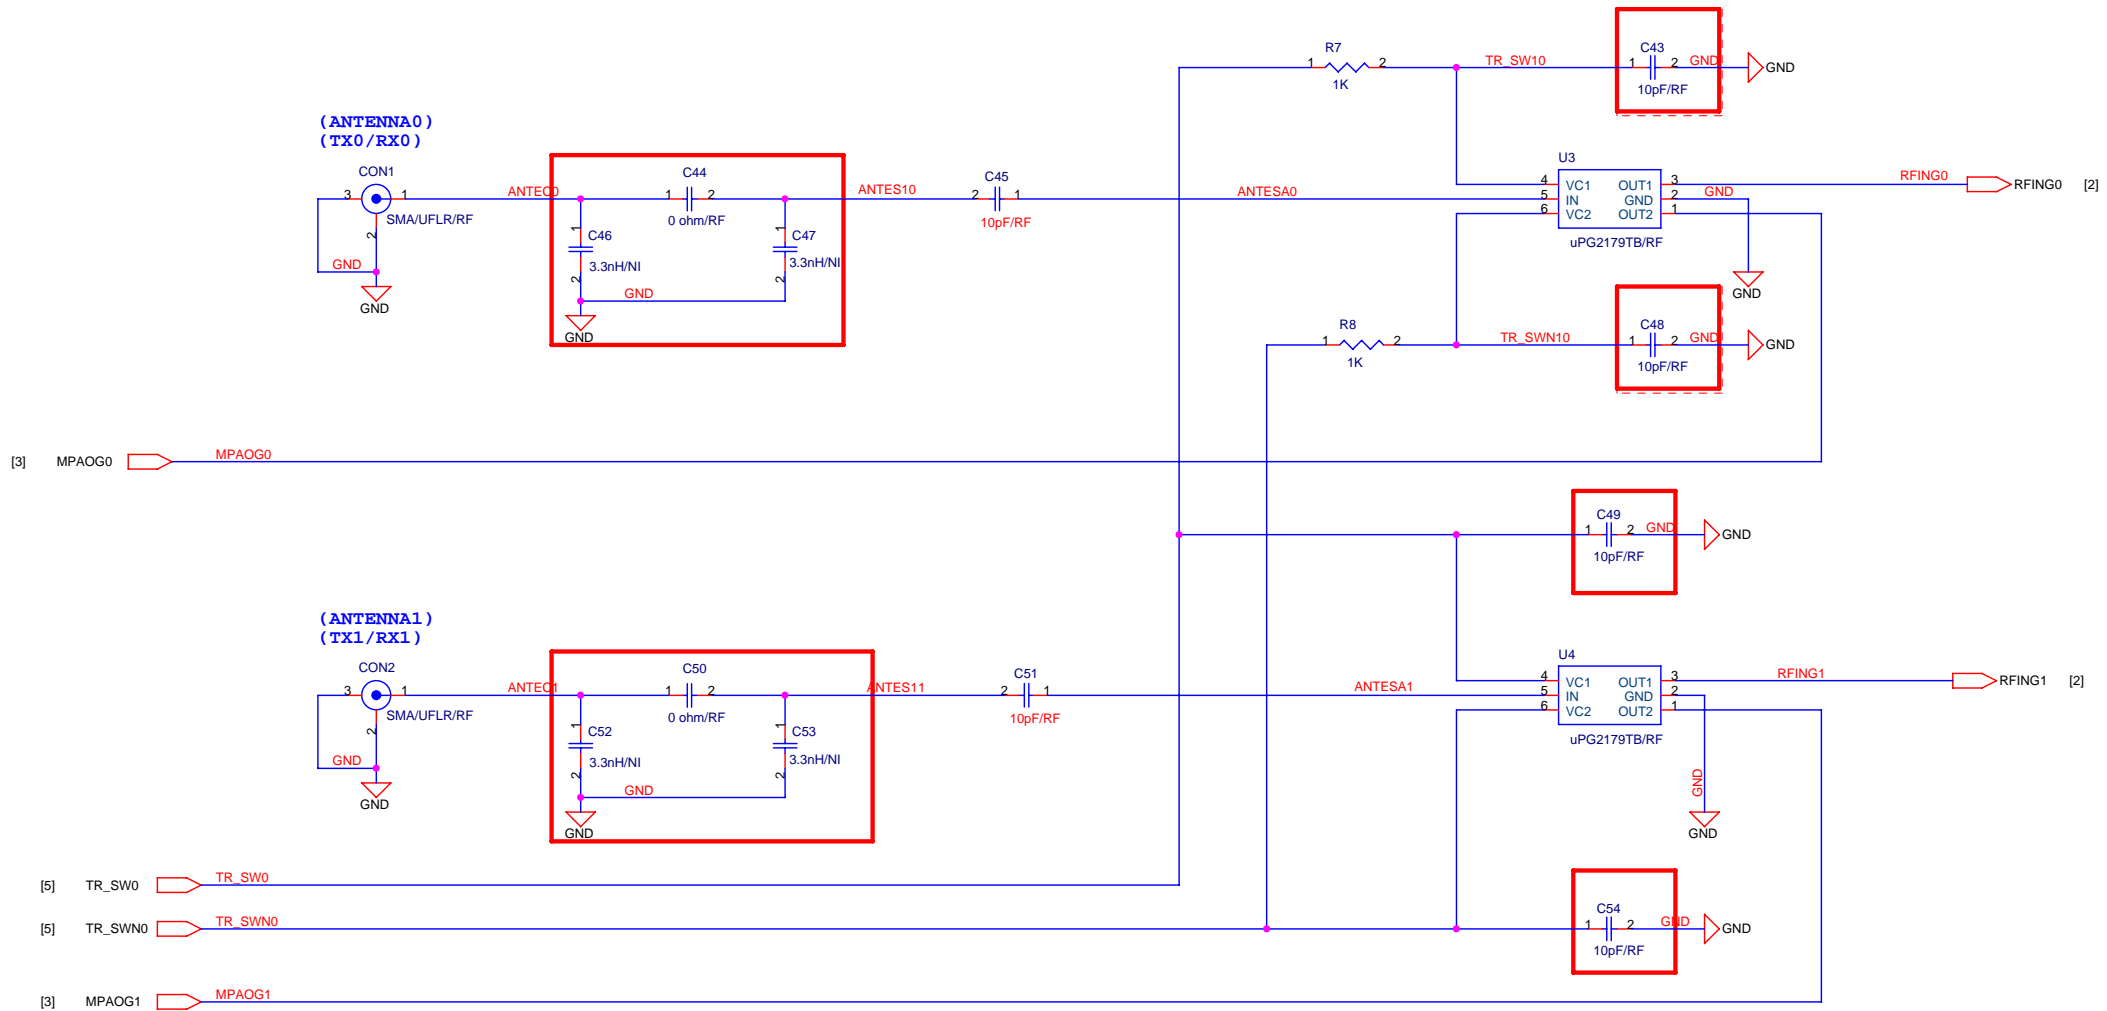 R7
1 2
1K
TR_SW10
C43
1 2 GND
10pF/RF
GND
(ANTENNA0)
(TX0/RX0)
CON1
3 1
SMA/UFLR/RF
2
GND
GND
ANTEC0
C44
1 2
0 ohm/RF
ANTES10
1
C46
3.3nH/NI
2
1
C47
3.3nH/NI
2
GND
GND
C45
2 1
10pF/RF
ANTESA0
U3
4 VC1 OUT1 3
5 IN GND 2
6 VC2 OUT2 1
uPG2179TB/RF
GND
GND
RFING0
RFING0 [2]
R8
1 2
1K
TR_SWN10
C48
1 2 GND
10pF/RF
GND
[3] MPAOG0 MPAOG0
C49
1 2 GND
10pF/RF
GND
(ANTENNA1)
(TX1/RX1)
CON2
3 1
SMA/UFLR/RF
2
GND
GND
ANTEC1
C50
1 2
0 ohm/RF
ANTES11
1
C52
3.3nH/NI
2
1
C53
3.3nH/NI
2
GND
GND
C51
2 1
10pF/RF
ANTESA1
U4
4 VC1 OUT1 3
5 IN GND 2
6 VC2 OUT2 1
uPG2179TB/RF
GND
GND
RFING1
RFING1 [2]
[5] TR_SW0 TR_SW0
[5] TR_SWN0 TR_SWN0
C54
1 2 GND
10pF/RF
GND
[3] MPAOG1 MPAOG1